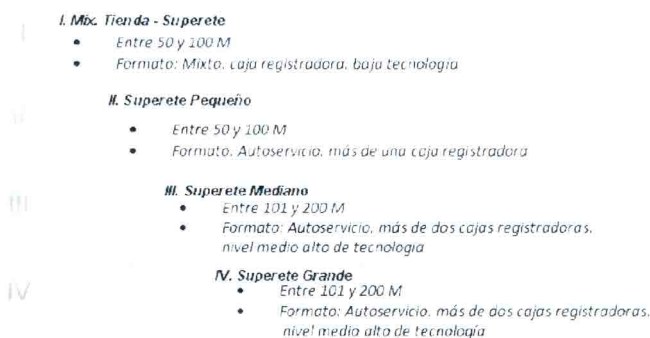 I
I. Mix. Tienda - Superete
• Entre 50 y 100 M
• Formato: Mixto, caja registradora, baja tecnología
II
II. Superete Pequeño
• Entre 50 y 100 M
• Formato. Autoservicio, más de una caja registradora
III
III. Superete Mediano
• Entre 101 y 200 M
• Formato: Autoservicio, más de dos cajas registradoras,
nivel medio alto de tecnología
IV
IV. Superete Grande
• Entre 101 y 200 M
• Formato: Autoservicio, más de dos cajas registradoras,
nivel medio alto de tecnología